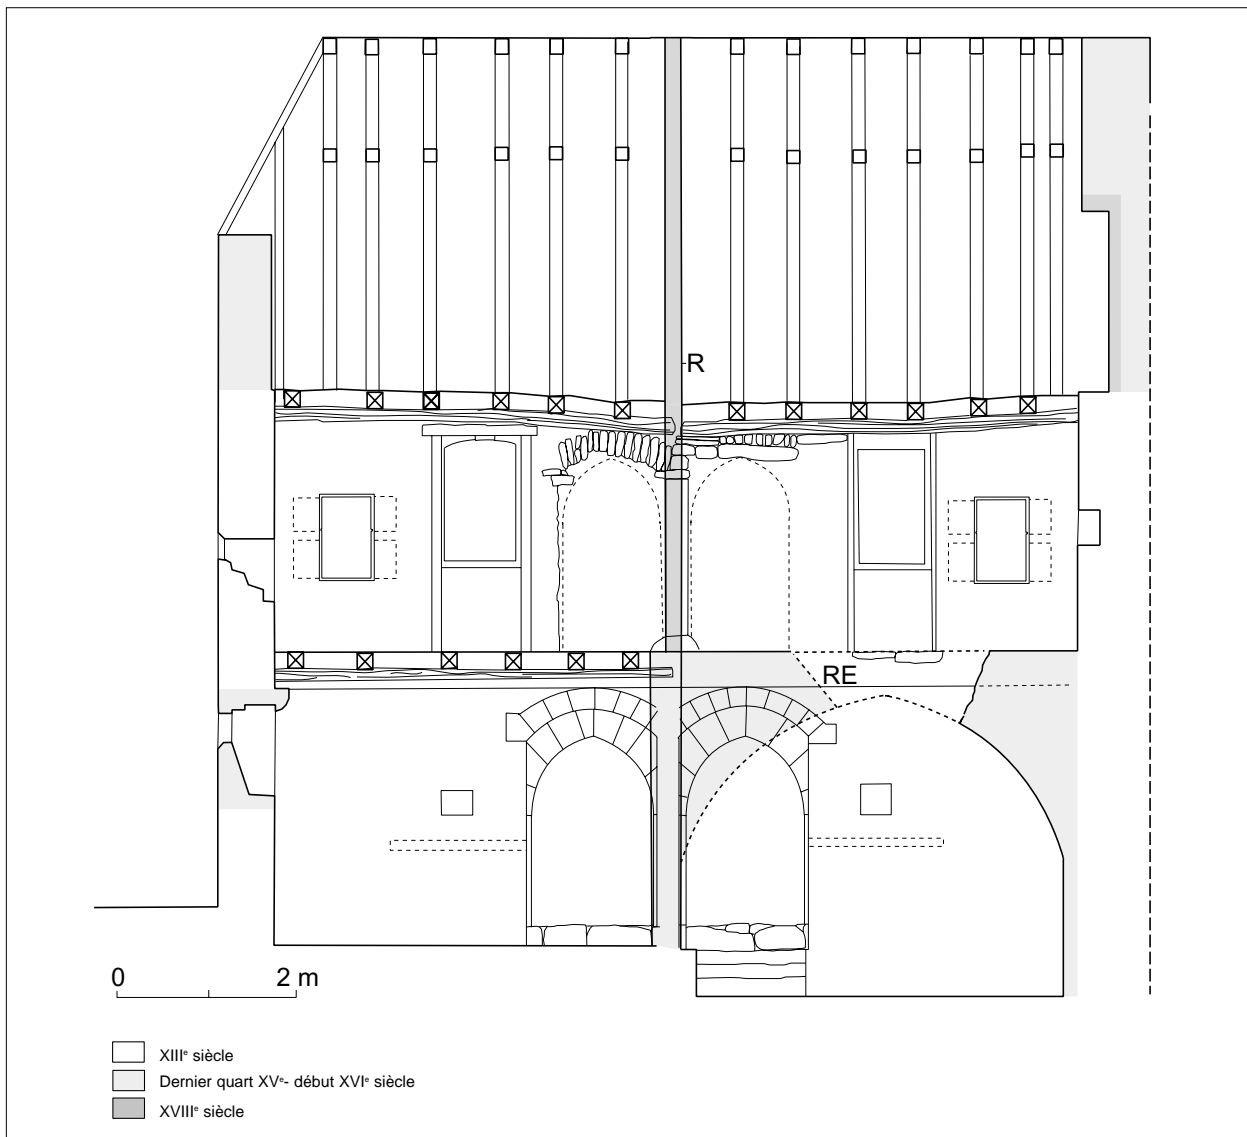 R
RE
0 2 m
XIIIᵉ siècle
Dernier quart XVᵉ- début XVIᵉ siècle
XVIIIᵉ siècle